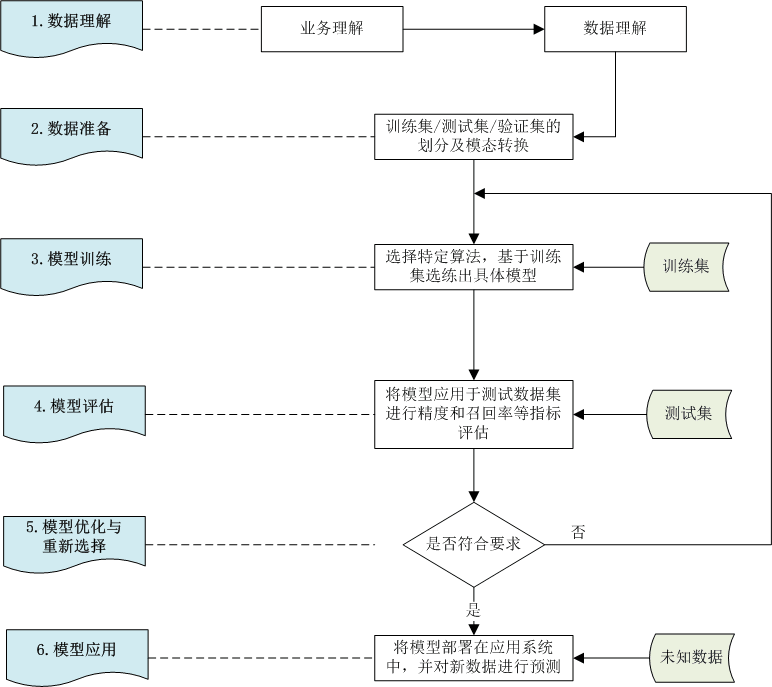 1.数据理解
业务理解
数据理解
2.数据准备
训练集/测试集/验证集的
划分及模态转换
3.模型训练
选择特定算法，基于训练
集选练出具体模型
训练集
4.模型评估
将模型应用于测试数据集
进行精度和召回率等指标
评估
测试集
5.模型优化与
重新选择
是否符合要求
否
是
6.模型应用
将模型部署在应用系统
中，并对新数据进行预测
未知数据